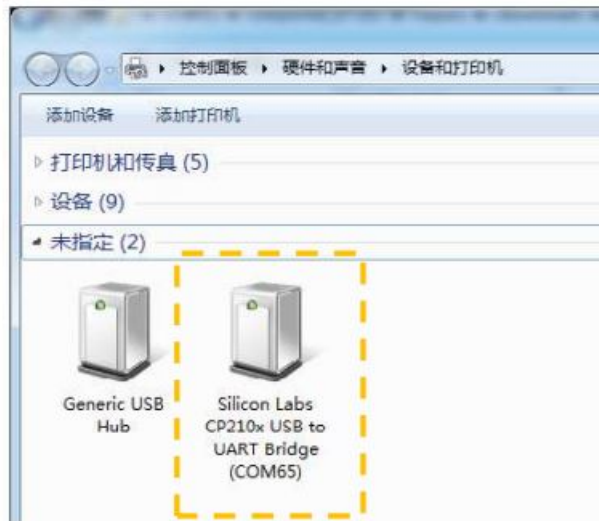 控制面板 ▸ 硬件和声音 ▸ 设备和打印机
添加设备 添加打印机
打印机和传真 (5)
设备 (9)
未指定 (2)
Generic USB
Hub
Silicon Labs
CP210x USB to
UART Bridge
(COM65)